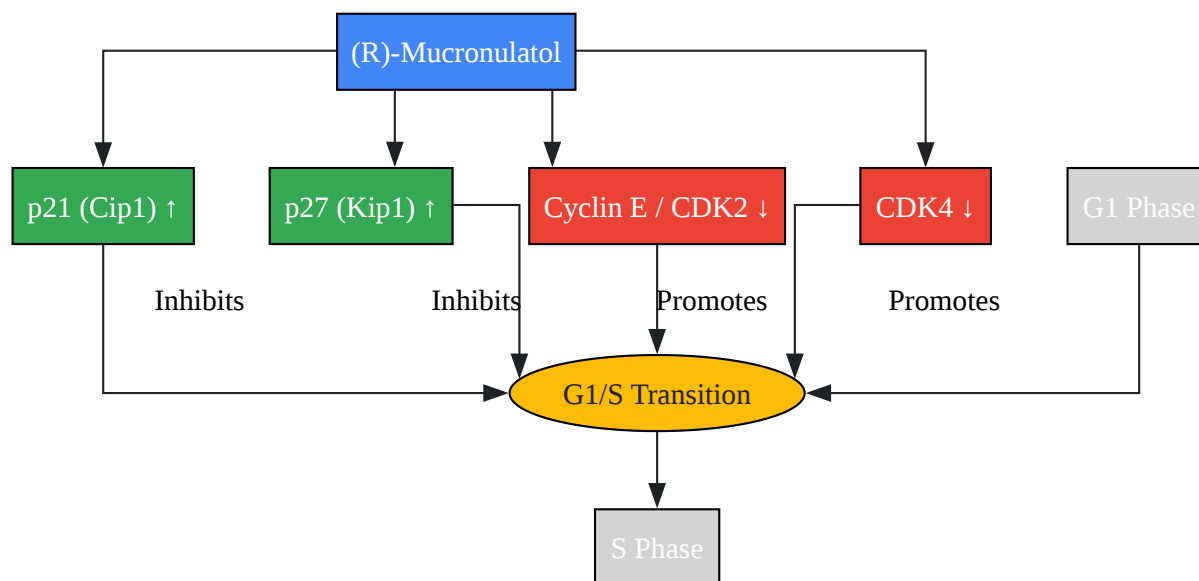 (R)-Mucronulatol
p21 (Cip1) ↑
p27 (Kip1) ↑
Cyclin E / CDK2 ↓
CDK4 ↓
G1 Phase
Inhibits
Inhibits
Promotes
Promotes
G1/S Transition
S Phase